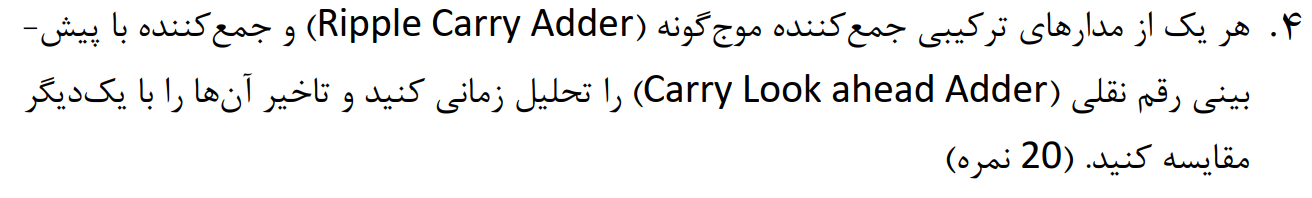 ۴. هر یک از مدارهای ترکیبی جمع‌کننده موج‌گونه (Ripple Carry Adder) و جمع‌کننده با پیش-
بینی رقم نقلی (Carry Look ahead Adder) را تحلیل زمانی کنید و تاخیر آن‌ها را با یک‌دیگر
مقایسه کنید. (20 نمره)